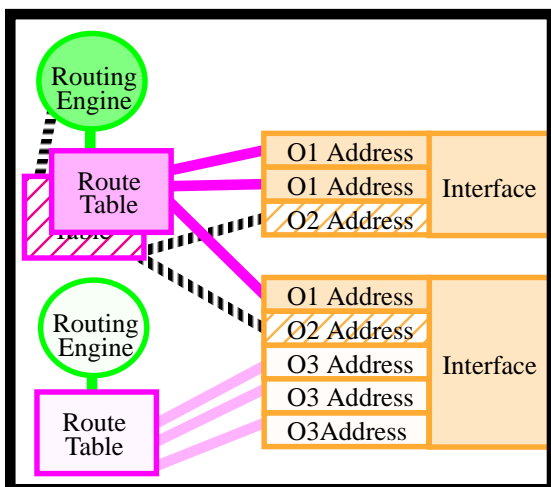 Routing
Engine
Route
Table
Table
O1 Address
O1 Address
O2 Address
Interface
O1 Address
O2 Address
O3 Address
O3 Address
O3Address
Interface
Routing
Engine
Route
Table